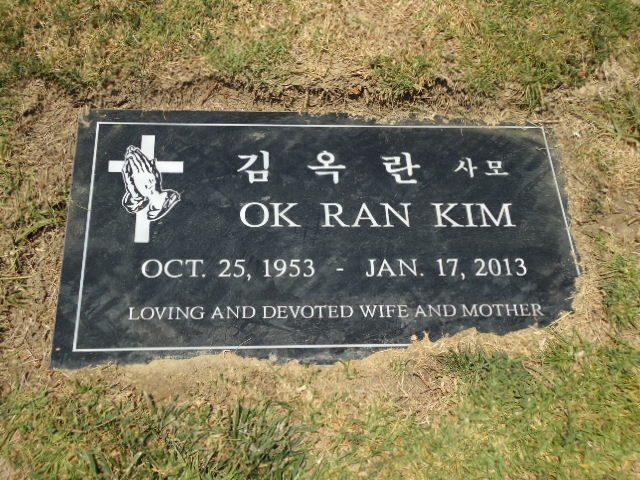 김 옥 란 사모
OK RAN KIM
OCT. 25, 1953 - JAN. 17, 2013
LOVING AND DEVOTED WIFE AND MOTHER